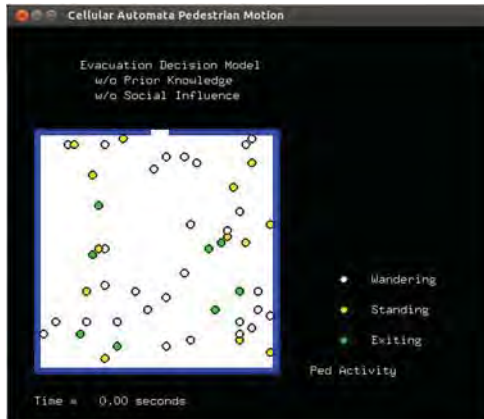 Cellular Automata Pedestrian Motion
Evacuation Decision Model
w/o Prior Knowledge
w/o Social Influence
Wandering
Standing
Exiting
Ped Activity
Time = 0.00 seconds